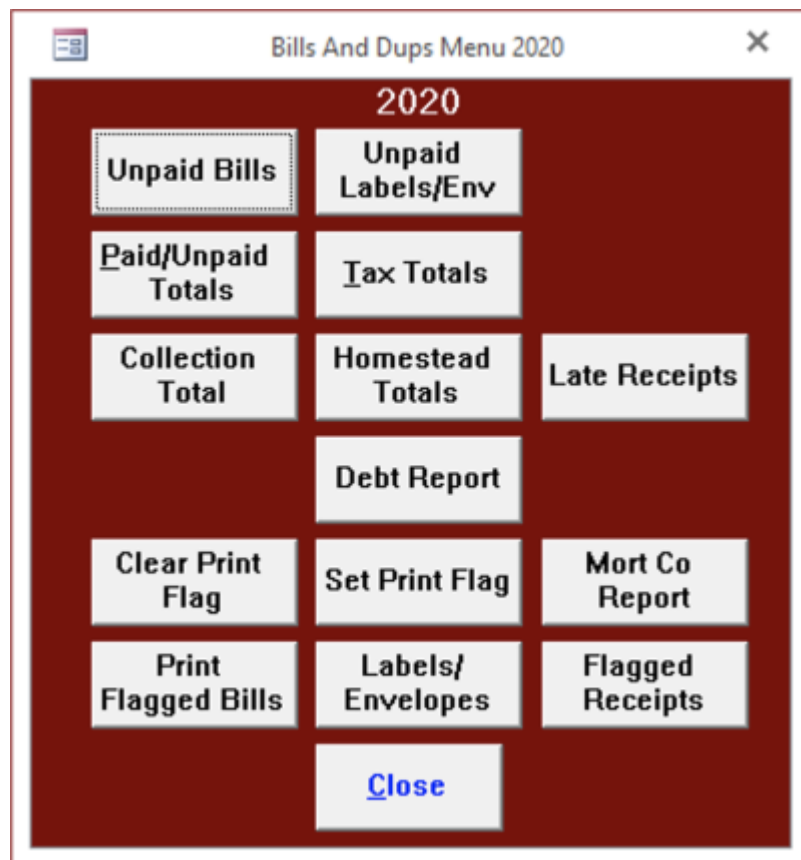 Bills And Dups Menu 2020
2020
Unpaid Bills
Unpaid
Labels/Env
Paid/Unpaid
Totals
Tax Totals
Collection
Total
Homestead
Totals
Late Receipts
Debt Report
Clear Print
Flag
Set Print Flag
Mort Co
Report
Print
Flagged Bills
Labels/
Envelopes
Flagged
Receipts
Close